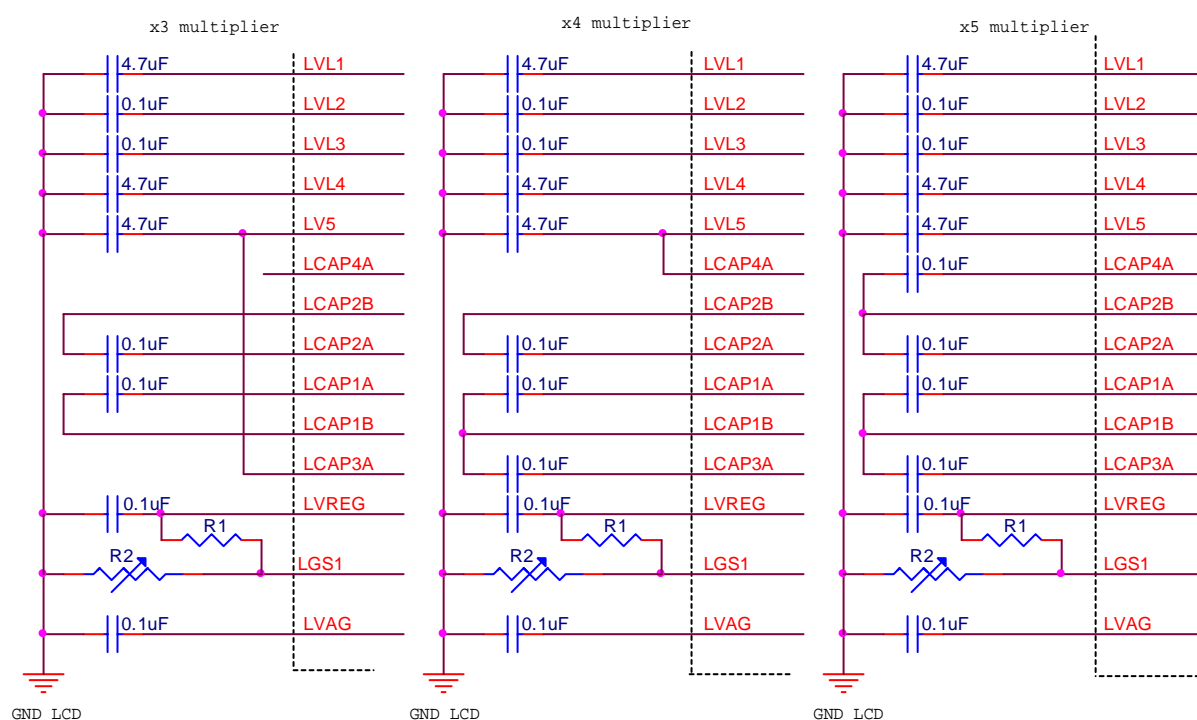 x3 multiplier
4.7uF LVL1
0.1uF LVL2
0.1uF LVL3
4.7uF LVL4
4.7uF LV5
LCAP4A
LCAP2B
0.1uF LCAP2A
0.1uF LCAP1A
LCAP1B
LCAP3A
0.1uF LVREG
R1
R2 LGS1
0.1uF LVAG
GND LCD
x4 multiplier
4.7uF LVL1
0.1uF LVL2
0.1uF LVL3
4.7uF LVL4
4.7uF LVL5
LCAP4A
LCAP2B
0.1uF LCAP2A
0.1uF LCAP1A
LCAP1B
0.1uF LCAP3A
0.1uF LVREG
R1
R2 LGS1
0.1uF LVAG
GND LCD
x5 multiplier
4.7uF LVL1
0.1uF LVL2
0.1uF LVL3
4.7uF LVL4
4.7uF LVL5
0.1uF LCAP4A
LCAP2B
0.1uF LCAP2A
0.1uF LCAP1A
LCAP1B
0.1uF LCAP3A
0.1uF LVREG
R1
R2 LGS1
0.1uF LVAG
GND LCD